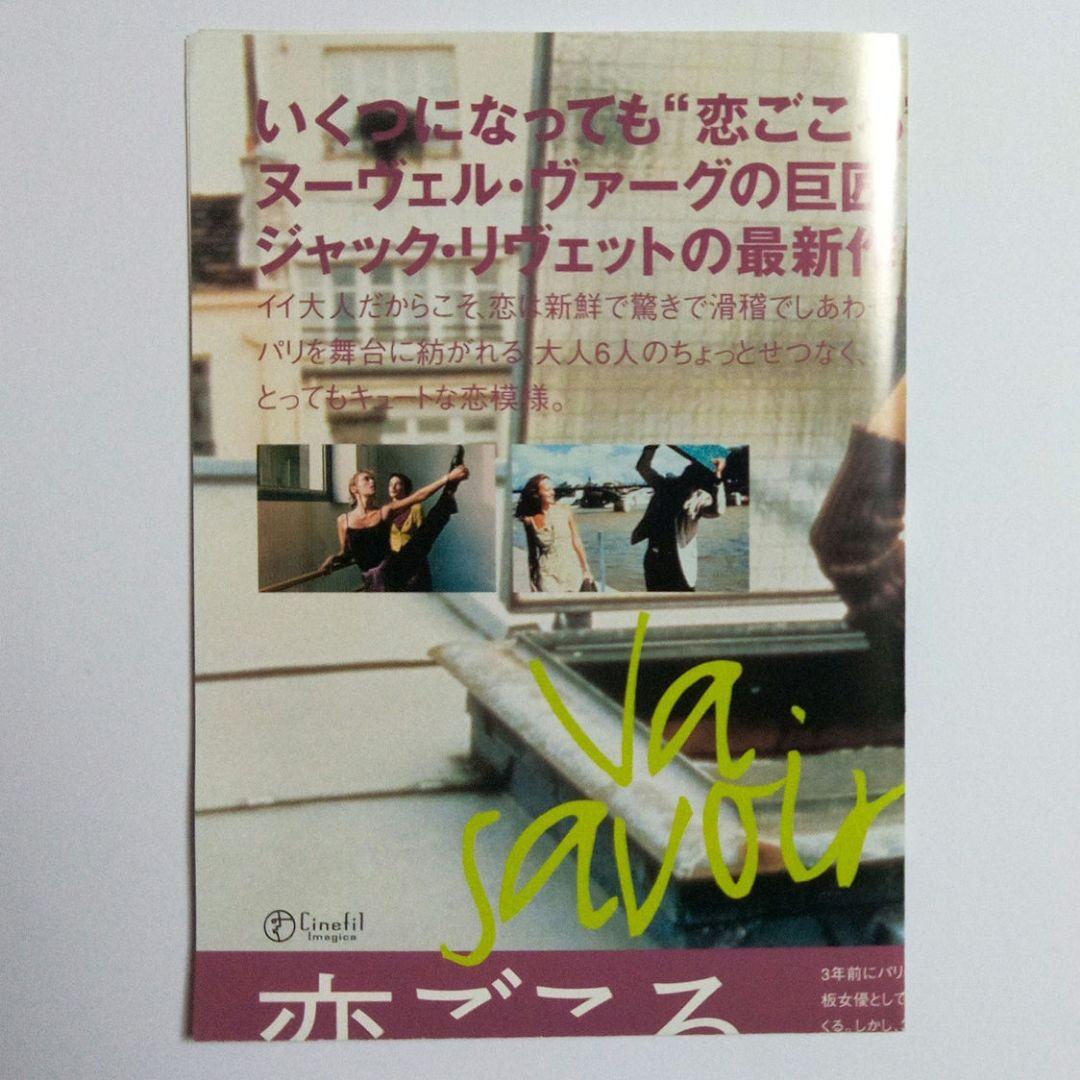 いくつになっても“恋ごころ
ヌーヴェル・ヴァーグの巨匠
ジャック・リヴェットの最新作
イイ大人だからこそ、恋は新鮮で驚きで滑稽でしあわせ
パリを舞台に紡がれる、大人6人のちょっとせつなく、
とってもキュートな恋模様。
Va
savoir
Cinefil
Imagica
恋ごころ
3年前にパリ
板女優として
くる。しかし、